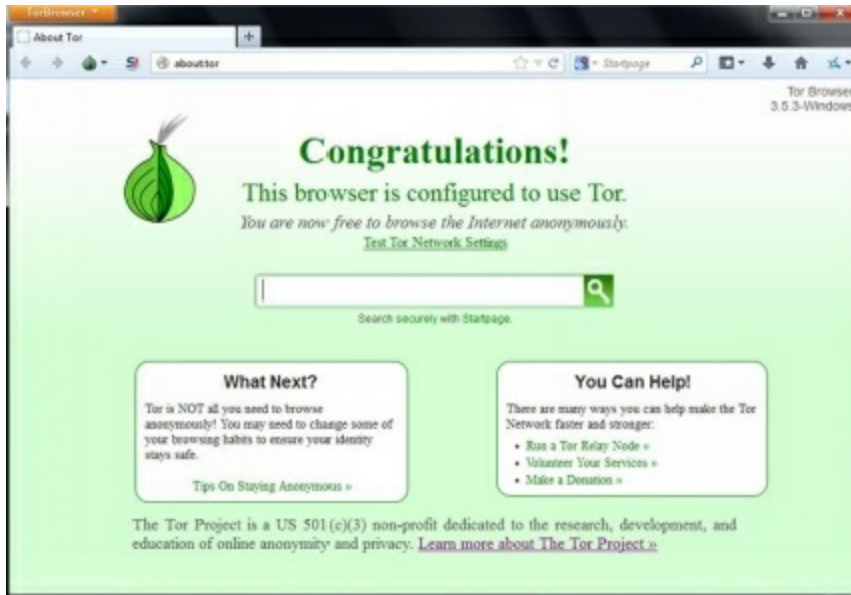 TorBrowser
About Tor
about:tor
Startpage
Tor Browser
3.5.3-Windows
Congratulations!
This browser is configured to use Tor.
You are now free to browse the Internet anonymously.
Test Tor Network Settings
Search securely with Startpage.
What Next?
Tor is NOT all you need to browse
anonymously! You may need to change some of
your browsing habits to ensure your identity
stays safe.
Tips On Staying Anonymous »
You Can Help!
There are many ways you can help make the Tor
Network faster and stronger:
• Run a Tor Relay Node »
• Volunteer Your Services »
• Make a Donation »
The Tor Project is a US 501(c)(3) non-profit dedicated to the research, development, and
education of online anonymity and privacy. Learn more about The Tor Project »